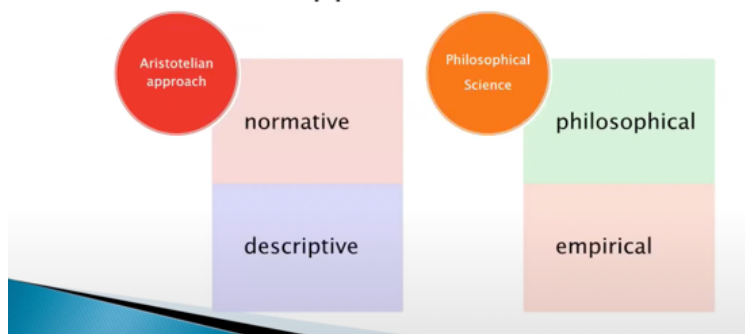 Aristotelian
approach
normative
descriptive
Philosophical
Science
philosophical
empirical